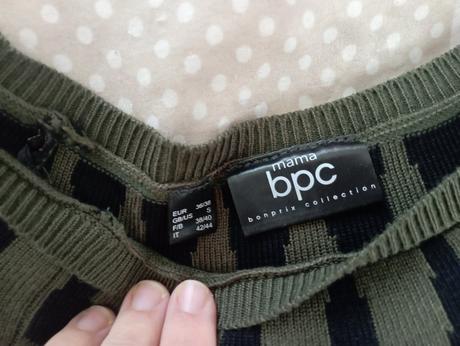 EUR 36/38
GB/US S
F/B 38/40
IT 42/44
mama
bpc
bonprix collection